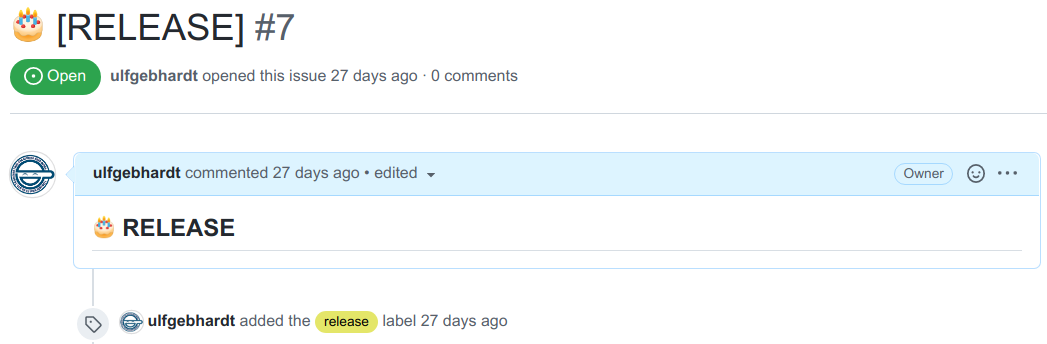 🎂 [RELEASE] #7
Open ulfgebhardt opened this issue 27 days ago · 0 comments
ulfgebhardt commented 27 days ago • edited Owner
🎂 RELEASE
ulfgebhardt added the release label 27 days ago